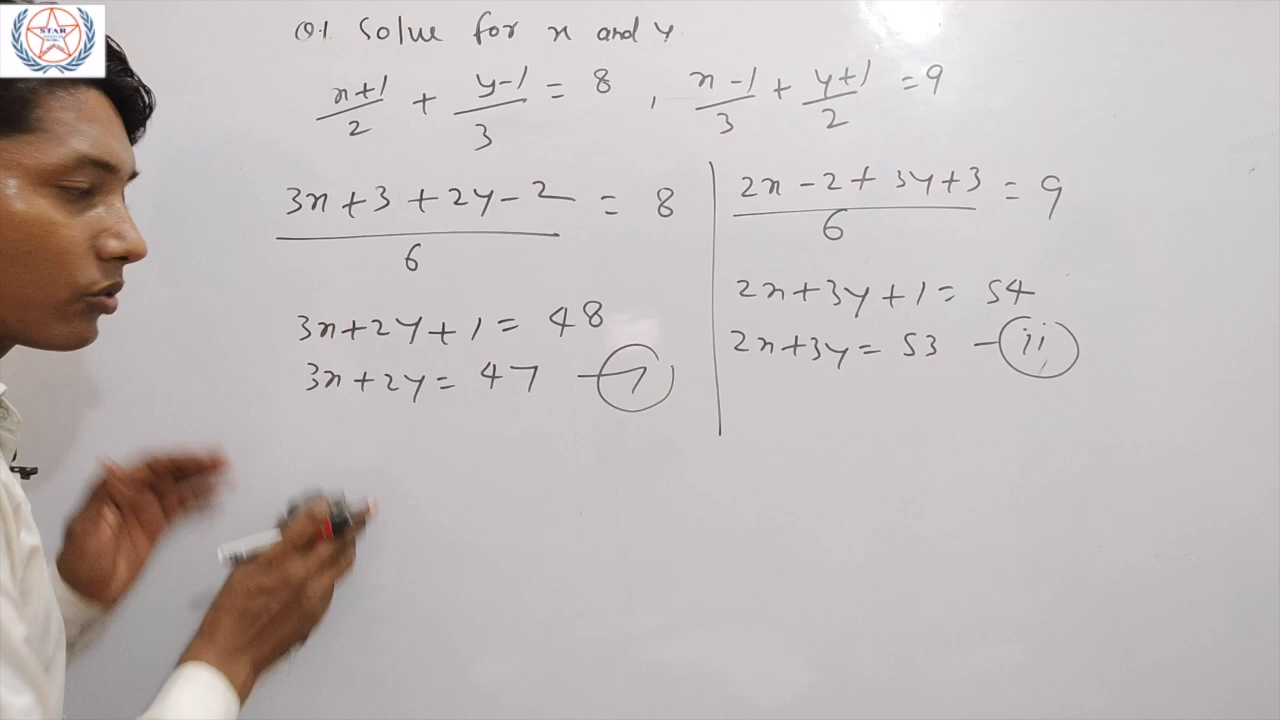 Q.1 Solve for x and y
x+1/2 + y-1/3 = 8 , x-1/3 + y+1/2 = 9
3x+3+2y-2/6 = 8
3x+2y+1 = 48
3x+2y = 47 — i
2x-2+3y+3/6 = 9
2x+3y+1 = 54
2x+3y = 53 — ii
STAR